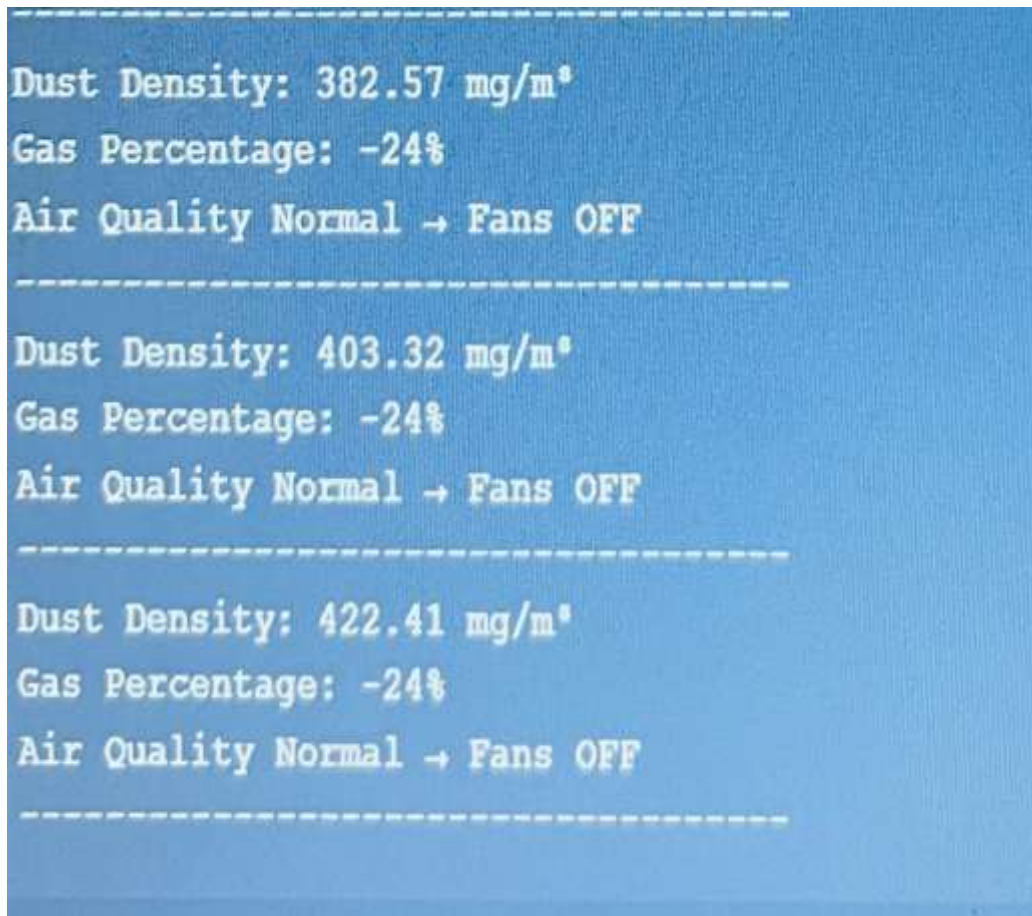 ------------------------------------
Dust Density: 382.57 mg/m³
Gas Percentage: -24%
Air Quality Normal → Fans OFF
------------------------------------
Dust Density: 403.32 mg/m³
Gas Percentage: -24%
Air Quality Normal → Fans OFF
------------------------------------
Dust Density: 422.41 mg/m³
Gas Percentage: -24%
Air Quality Normal → Fans OFF
------------------------------------